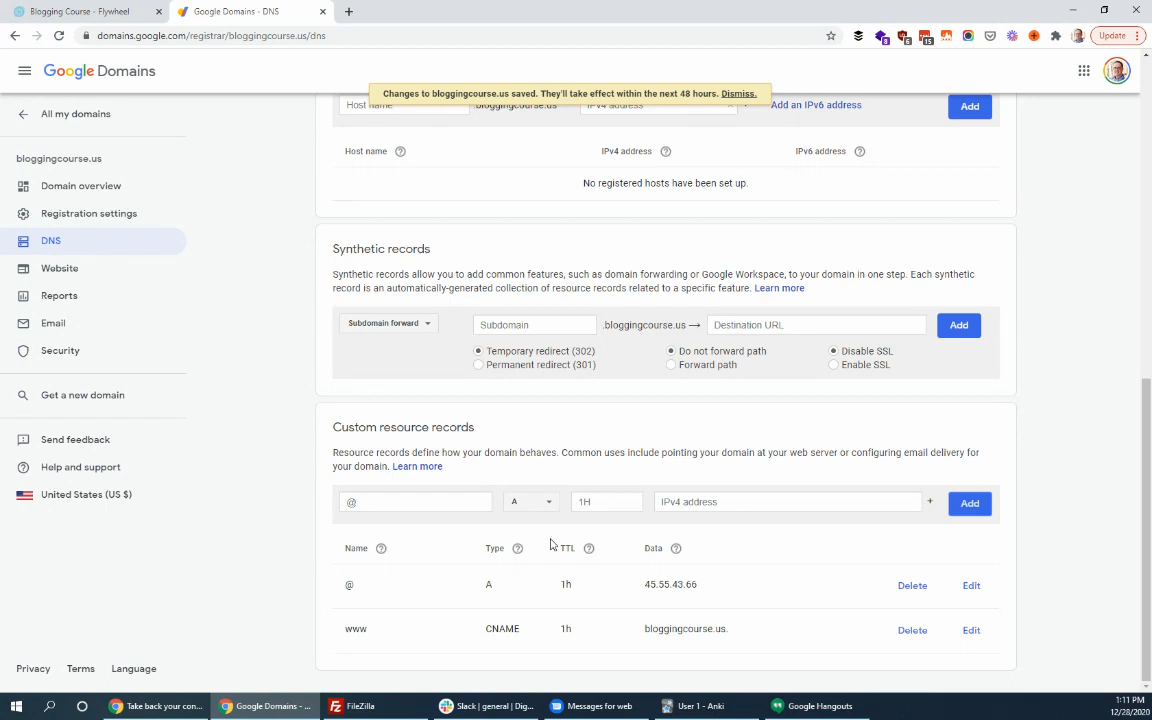 Blogging Course - Flywheel
Google Domains - DNS
domains.google.com/registrar/bloggingcourse.us/dns
Update
Google Domains
Changes to bloggingcourse.us saved. They'll take effect within the next 48 hours. Dismiss.
All my domains
bloggingcourse.us
Domain overview
Registration settings
DNS
Website
Reports
Email
Security
Get a new domain
Send feedback
Help and support
United States (US $)
Privacy Terms Language
Host name .bloggingcourse.us IPv4 address + Add an IPv6 address Add
Host name IPv4 address IPv6 address
No registered hosts have been set up.
Synthetic records
Synthetic records allow you to add common features, such as domain forwarding or Google Workspace, to your domain in one step. Each synthetic
record is an automatically-generated collection of resource records related to a specific feature. Learn more
Subdomain forward Subdomain .bloggingcourse.us → Destination URL Add
Temporary redirect (302) Do not forward path Disable SSL
Permanent redirect (301) Forward path Enable SSL
Custom resource records
Resource records define how your domain behaves. Common uses include pointing your domain at your web server or configuring email delivery for
your domain. Learn more
@ A 1H IPv4 address + Add
Name Type TTL Data
@ A 1h 45.55.43.66 Delete Edit
www CNAME 1h bloggingcourse.us. Delete Edit
Take back your con... Google Domains - ... FileZilla Slack | general | Dig... Messages for web User 1 - Anki Google Hangouts
1:11 PM
12/28/2020